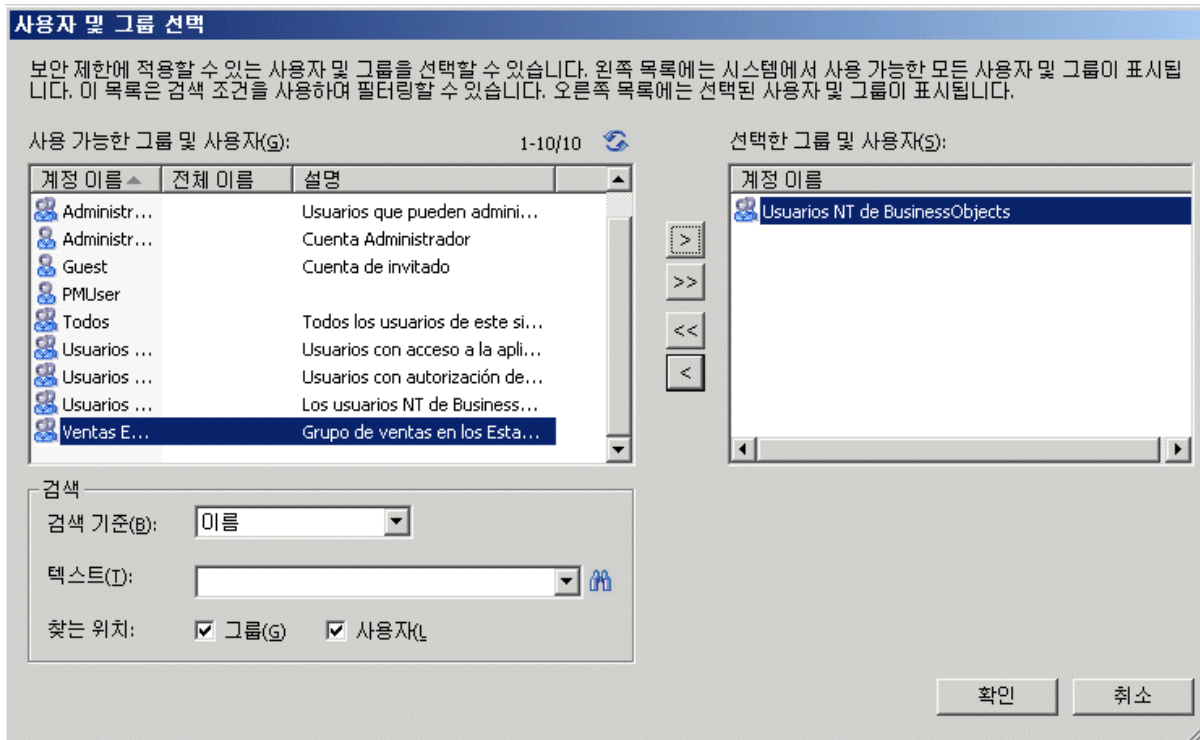 사용자 및 그룹 선택
보안 제한에 적용할 수 있는 사용자 및 그룹을 선택할 수 있습니다. 왼쪽 목록에는 시스템에서 사용 가능한 모든 사용자 및 그룹이 표시됩
니다. 이 목록은 검색 조건을 사용하여 필터링할 수 있습니다. 오른쪽 목록에는 선택된 사용자 및 그룹이 표시됩니다.
사용 가능한 그룹 및 사용자(G): 1-10/10 선택한 그룹 및 사용자(S):
계정 이름 전체 이름 설명 계정 이름
Administr... Usuarios que pueden admini... Usuarios NT de BusinessObjects
Administr... Cuenta Administrador
Guest Cuenta de invitado
PMUser
Todos Todos los usuarios de este si...
Usuarios ... Usuarios con acceso a la apli...
Usuarios ... Usuarios con autorización de...
Usuarios ... Los usuarios NT de Business...
Ventas E... Grupo de ventas en los Esta...
>
>>
<<
<
검색
검색 기준(B): 이름
텍스트(T):
찾는 위치: 그룹(G) 사용자(L
확인 취소